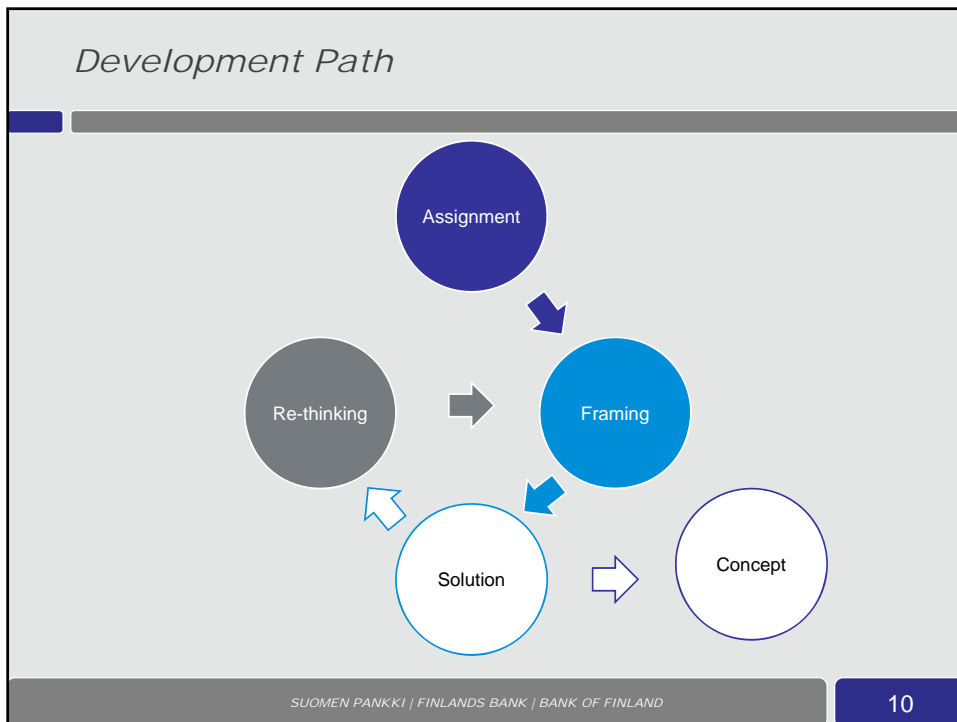 Development Path
Assignment
Re-thinking
Framing
Solution
Concept
SUOMEN PANKKI | FINLANDS BANK | BANK OF FINLAND
10